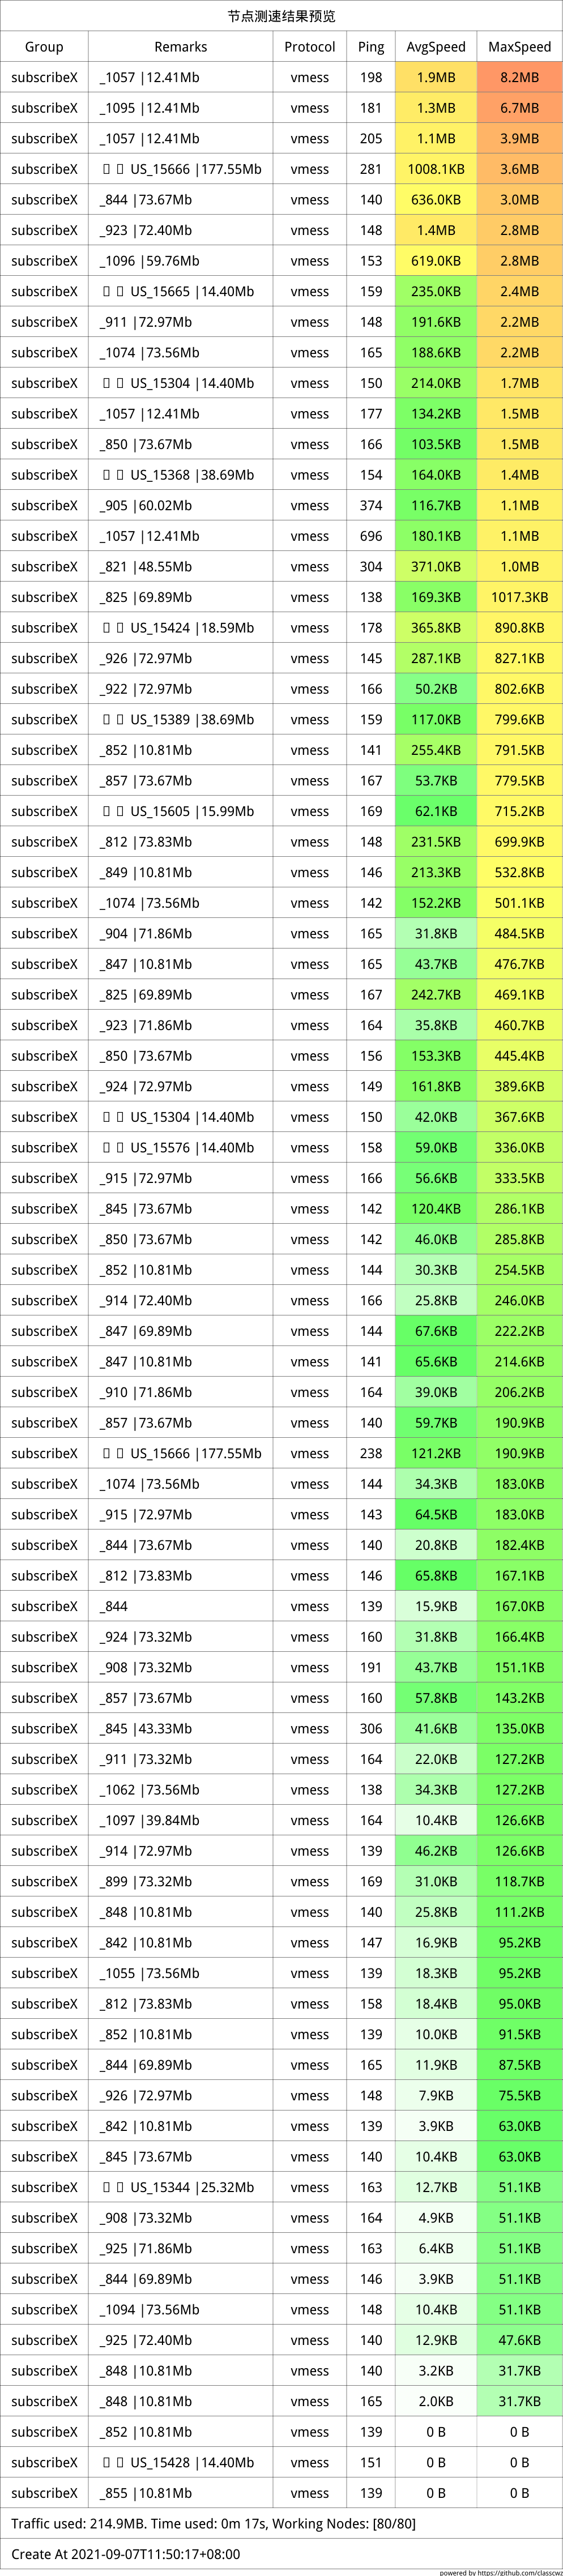 节点测速结果预览
Group Remarks Protocol Ping AvgSpeed MaxSpeed
subscribeX _1057 |12.41Mb vmess 198 1.9MB 8.2MB
subscribeX _1095 |12.41Mb vmess 181 1.3MB 6.7MB
subscribeX _1057 |12.41Mb vmess 205 1.1MB 3.9MB
subscribeX US_15666 |177.55Mb vmess 281 1008.1KB 3.6MB
subscribeX _844 |73.67Mb vmess 140 636.0KB 3.0MB
subscribeX _923 |72.40Mb vmess 148 1.4MB 2.8MB
subscribeX _1096 |59.76Mb vmess 153 619.0KB 2.8MB
subscribeX US_15665 |14.40Mb vmess 159 235.0KB 2.4MB
subscribeX _911 |72.97Mb vmess 148 191.6KB 2.2MB
subscribeX _1074 |73.56Mb vmess 165 188.6KB 2.2MB
subscribeX US_15304 |14.40Mb vmess 150 214.0KB 1.7MB
subscribeX _1057 |12.41Mb vmess 177 134.2KB 1.5MB
subscribeX _850 |73.67Mb vmess 166 103.5KB 1.5MB
subscribeX US_15368 |38.69Mb vmess 154 164.0KB 1.4MB
subscribeX _905 |60.02Mb vmess 374 116.7KB 1.1MB
subscribeX _1057 |12.41Mb vmess 696 180.1KB 1.1MB
subscribeX _821 |48.55Mb vmess 304 371.0KB 1.0MB
subscribeX _825 |69.89Mb vmess 138 169.3KB 1017.3KB
subscribeX US_15424 |18.59Mb vmess 178 365.8KB 890.8KB
subscribeX _926 |72.97Mb vmess 145 287.1KB 827.1KB
subscribeX _922 |72.97Mb vmess 166 50.2KB 802.6KB
subscribeX US_15389 |38.69Mb vmess 159 117.0KB 799.6KB
subscribeX _852 |10.81Mb vmess 141 255.4KB 791.5KB
subscribeX _857 |73.67Mb vmess 167 53.7KB 779.5KB
subscribeX US_15605 |15.99Mb vmess 169 62.1KB 715.2KB
subscribeX _812 |73.83Mb vmess 148 231.5KB 699.9KB
subscribeX _849 |10.81Mb vmess 146 213.3KB 532.8KB
subscribeX _1074 |73.56Mb vmess 142 152.2KB 501.1KB
subscribeX _904 |71.86Mb vmess 165 31.8KB 484.5KB
subscribeX _847 |10.81Mb vmess 165 43.7KB 476.7KB
subscribeX _825 |69.89Mb vmess 167 242.7KB 469.1KB
subscribeX _923 |71.86Mb vmess 164 35.8KB 460.7KB
subscribeX _850 |73.67Mb vmess 156 153.3KB 445.4KB
subscribeX _924 |72.97Mb vmess 149 161.8KB 389.6KB
subscribeX US_15304 |14.40Mb vmess 150 42.0KB 367.6KB
subscribeX US_15576 |14.40Mb vmess 158 59.0KB 336.0KB
subscribeX _915 |72.97Mb vmess 166 56.6KB 333.5KB
subscribeX _845 |73.67Mb vmess 142 120.4KB 286.1KB
subscribeX _850 |73.67Mb vmess 142 46.0KB 285.8KB
subscribeX _852 |10.81Mb vmess 144 30.3KB 254.5KB
subscribeX _914 |72.40Mb vmess 166 25.8KB 246.0KB
subscribeX _847 |69.89Mb vmess 144 67.6KB 222.2KB
subscribeX _847 |10.81Mb vmess 141 65.6KB 214.6KB
subscribeX _910 |71.86Mb vmess 164 39.0KB 206.2KB
subscribeX _857 |73.67Mb vmess 140 59.7KB 190.9KB
subscribeX US_15666 |177.55Mb vmess 238 121.2KB 190.9KB
subscribeX _1074 |73.56Mb vmess 144 34.3KB 183.0KB
subscribeX _915 |72.97Mb vmess 143 64.5KB 183.0KB
subscribeX _844 |73.67Mb vmess 140 20.8KB 182.4KB
subscribeX _812 |73.83Mb vmess 146 65.8KB 167.1KB
subscribeX _844 vmess 139 15.9KB 167.0KB
subscribeX _924 |73.32Mb vmess 160 31.8KB 166.4KB
subscribeX _908 |73.32Mb vmess 191 43.7KB 151.1KB
subscribeX _857 |73.67Mb vmess 160 57.8KB 143.2KB
subscribeX _845 |43.33Mb vmess 306 41.6KB 135.0KB
subscribeX _911 |73.32Mb vmess 164 22.0KB 127.2KB
subscribeX _1062 |73.56Mb vmess 138 34.3KB 127.2KB
subscribeX _1097 |39.84Mb vmess 164 10.4KB 126.6KB
subscribeX _914 |72.97Mb vmess 139 46.2KB 126.6KB
subscribeX _899 |73.32Mb vmess 169 31.0KB 118.7KB
subscribeX _848 |10.81Mb vmess 140 25.8KB 111.2KB
subscribeX _842 |10.81Mb vmess 147 16.9KB 95.2KB
subscribeX _1055 |73.56Mb vmess 139 18.3KB 95.2KB
subscribeX _812 |73.83Mb vmess 158 18.4KB 95.0KB
subscribeX _852 |10.81Mb vmess 139 10.0KB 91.5KB
subscribeX _844 |69.89Mb vmess 165 11.9KB 87.5KB
subscribeX _926 |72.97Mb vmess 148 7.9KB 75.5KB
subscribeX _842 |10.81Mb vmess 139 3.9KB 63.0KB
subscribeX _845 |73.67Mb vmess 140 10.4KB 63.0KB
subscribeX US_15344 |25.32Mb vmess 163 12.7KB 51.1KB
subscribeX _908 |73.32Mb vmess 164 4.9KB 51.1KB
subscribeX _925 |71.86Mb vmess 163 6.4KB 51.1KB
subscribeX _844 |69.89Mb vmess 146 3.9KB 51.1KB
subscribeX _1094 |73.56Mb vmess 148 10.4KB 51.1KB
subscribeX _925 |72.40Mb vmess 140 12.9KB 47.6KB
subscribeX _848 |10.81Mb vmess 140 3.2KB 31.7KB
subscribeX _848 |10.81Mb vmess 165 2.0KB 31.7KB
subscribeX _852 |10.81Mb vmess 139 0 B 0 B
subscribeX US_15428 |14.40Mb vmess 151 0 B 0 B
subscribeX _855 |10.81Mb vmess 139 0 B 0 B
Traffic used: 214.9MB. Time used: 0m 17s, Working Nodes: [80/80]
Create At 2021-09-07T11:50:17+08:00
powered by https://github.com/classcwz